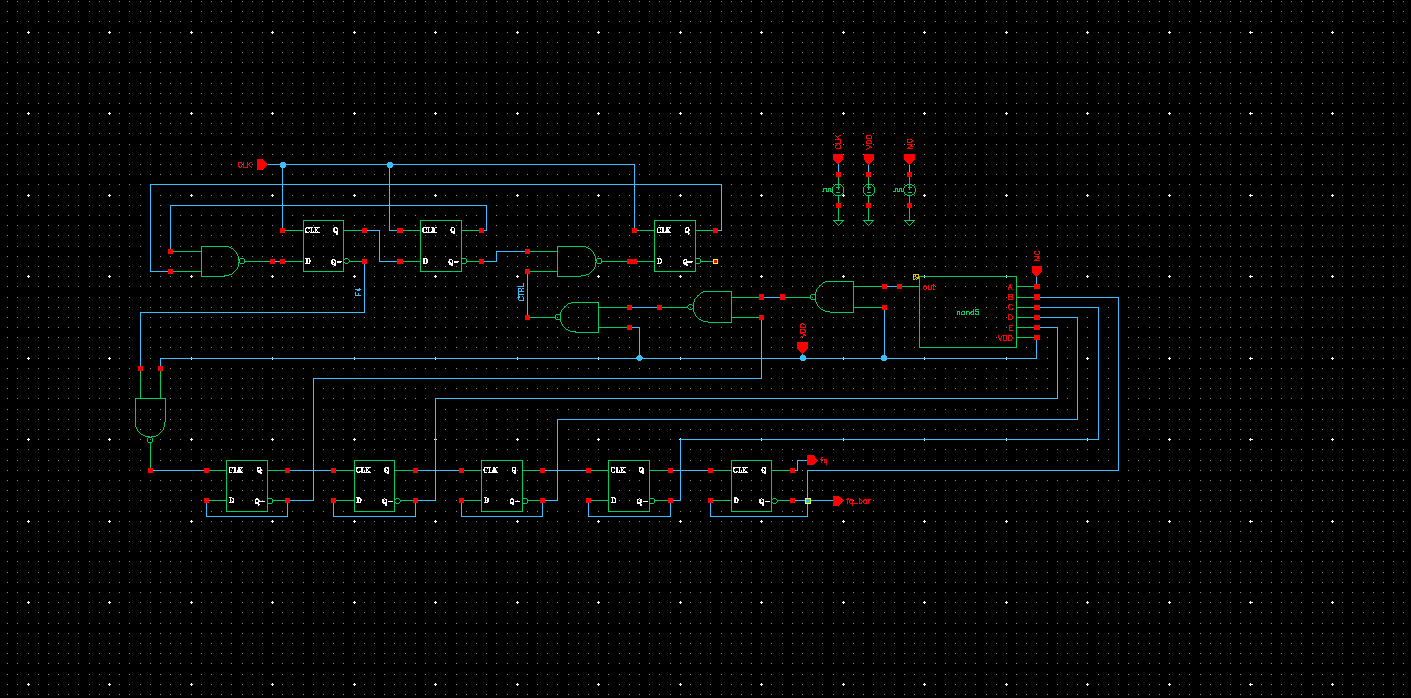 CLK VDD MC
CLK
CLK Q
D Q-
CLK Q
D Q-
CLK Q
D Q-
MC
F4
CTRL
VDD
out
nand5
A
B
C
D
E
VDD
CLK Q
D Q-
CLK Q
D Q-
CLK Q
D Q-
CLK Q
D Q-
CLK Q
D Q-
fq
fq_bar